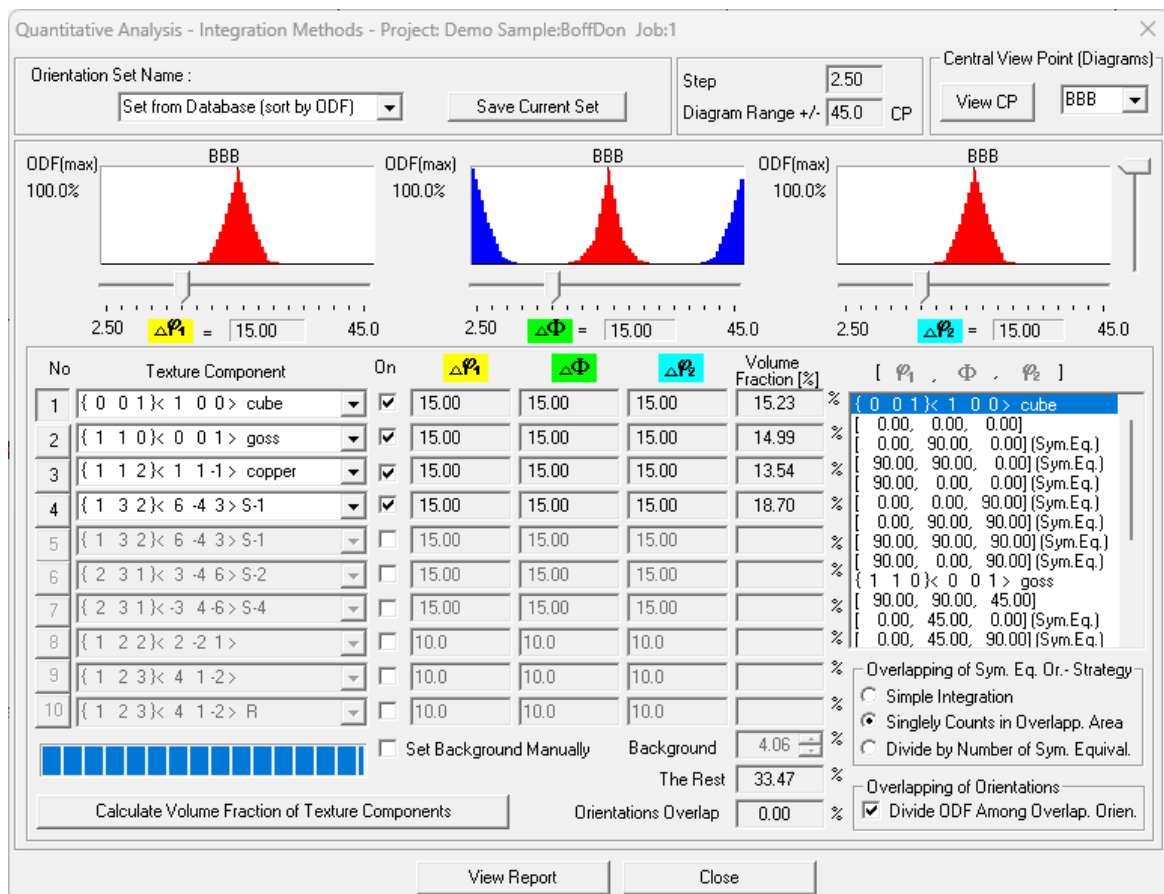 Quantitative Analysis - Integration Methods - Project: Demo Sample:BoffDon Job:1
Orientation Set Name :
Set from Database (sort by ODF)
Save Current Set
Step 2.50
Diagram Range +/- 45.0 CP
Central View Point (Diagrams)
View CP
BBB
ODF(max)
100.0%
BBB
ODF(max)
100.0%
BBB
ODF(max)
100.0%
BBB
2.50 △φ1 = 15.00 45.0
2.50 △Φ = 15.00 45.0
2.50 △φ2 = 15.00 45.0
No Texture Component On △φ1 △Φ △φ2 Volume Fraction [%]
1 { 0 0 1}< 1 0 0> cube 15.00 15.00 15.00 15.23 %
2 { 1 1 0}< 0 0 1> goss 15.00 15.00 15.00 14.99 %
3 { 1 1 2}< 1 1 -1> copper 15.00 15.00 15.00 13.54 %
4 { 1 3 2}< 6 -4 3> S-1 15.00 15.00 15.00 18.70 %
5 { 1 3 2}< 6 -4 3> S-1 15.00 15.00 15.00 %
6 { 2 3 1}< 3 -4 6> S-2 15.00 15.00 15.00 %
7 { 2 3 1}< -3 4 -6> S-4 15.00 15.00 15.00 %
8 { 1 2 2}< 2 -2 1> 10.0 10.0 10.0 %
9 { 1 2 3}< 4 1 -2> 10.0 10.0 10.0 %
10 { 1 2 3}< 4 1 -2> R 10.0 10.0 10.0 %
Set Background Manually Background 4.06 %
The Rest 33.47 %
Calculate Volume Fraction of Texture Components
Orientations Overlap 0.00 %
[ φ1 , Φ , φ2 ]
{ 0 0 1}< 1 0 0> cube
[ 0.00, 0.00, 0.00]
[ 0.00, 90.00, 0.00] (Sym.Eq.)
[ 90.00, 90.00, 0.00] (Sym.Eq.)
[ 90.00, 0.00, 0.00] (Sym.Eq.)
[ 0.00, 0.00, 90.00] (Sym.Eq.)
[ 0.00, 90.00, 90.00] (Sym.Eq.)
[ 90.00, 90.00, 90.00] (Sym.Eq.)
[ 90.00, 0.00, 90.00] (Sym.Eq.)
{ 1 1 0}< 0 0 1> goss
[ 90.00, 90.00, 45.00]
[ 0.00, 45.00, 0.00] (Sym.Eq.)
[ 0.00, 45.00, 90.00] (Sym.Eq.)
Overlapping of Sym. Eq. Or.- Strategy
Simple Integration
Singlely Counts in Overlapp. Area
Divide by Number of Sym. Equival.
Overlapping of Orientations
Divide ODF Among Overlap. Orien.
View Report
Close